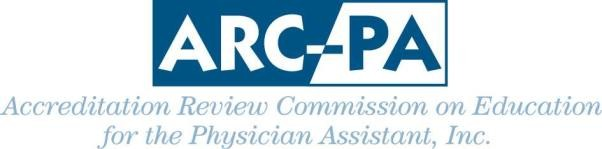 ARC-PA
Accreditation Review Commission on Education
for the Physician Assistant, Inc.